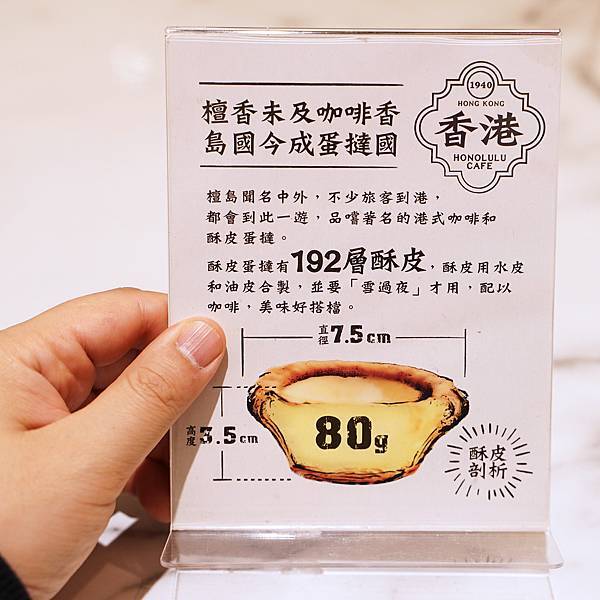 檀香未及咖啡香
島國今成蛋撻國
1940
HONG KONG
香港
HONOLULU
CAFE
檀島聞名中外，不少旅客到港，
都會到此一遊，品嚐著名的港式咖啡和
酥皮蛋撻。
酥皮蛋撻有192層酥皮，酥皮用水皮
和油皮合製，並要「雪過夜」才用，配以
咖啡，美味好搭檔。
直徑7.5cm
高度3.5cm
80g
酥皮
剖析